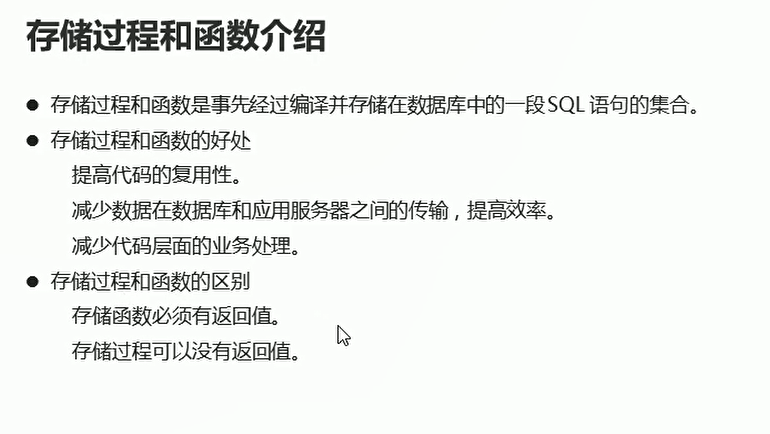 存储过程和函数介绍
● 存储过程和函数是事先经过编译并存储在数据库中的一段SQL 语句的集合。
● 存储过程和函数的好处
提高代码的复用性。
减少数据在数据库和应用服务器之间的传输，提高效率。
减少代码层面的业务处理。
● 存储过程和函数的区别
存储函数必须有返回值。
存储过程可以没有返回值。